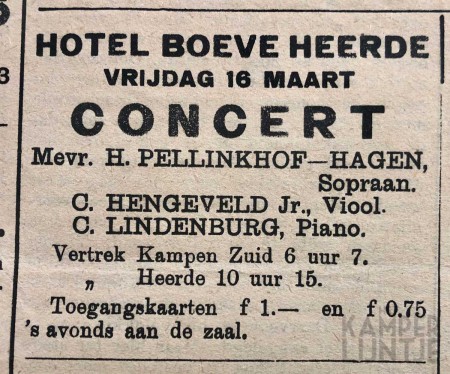 HOTEL BOEVE HEERDE
VRIJDAG 16 MAART
CONCERT
Mevr. H. PELLINKHOF—HAGEN,
Sopraan.
C. HENGEVELD Jr., Viool.
C. LINDENBURG, Piano.
Vertrek Kampen Zuid 6 uur 7.
„ Heerde 10 uur 15.
Toegangskaarten f 1.— en f 0.75
's avonds aan de zaal.
KAMPER
LIJNTJE